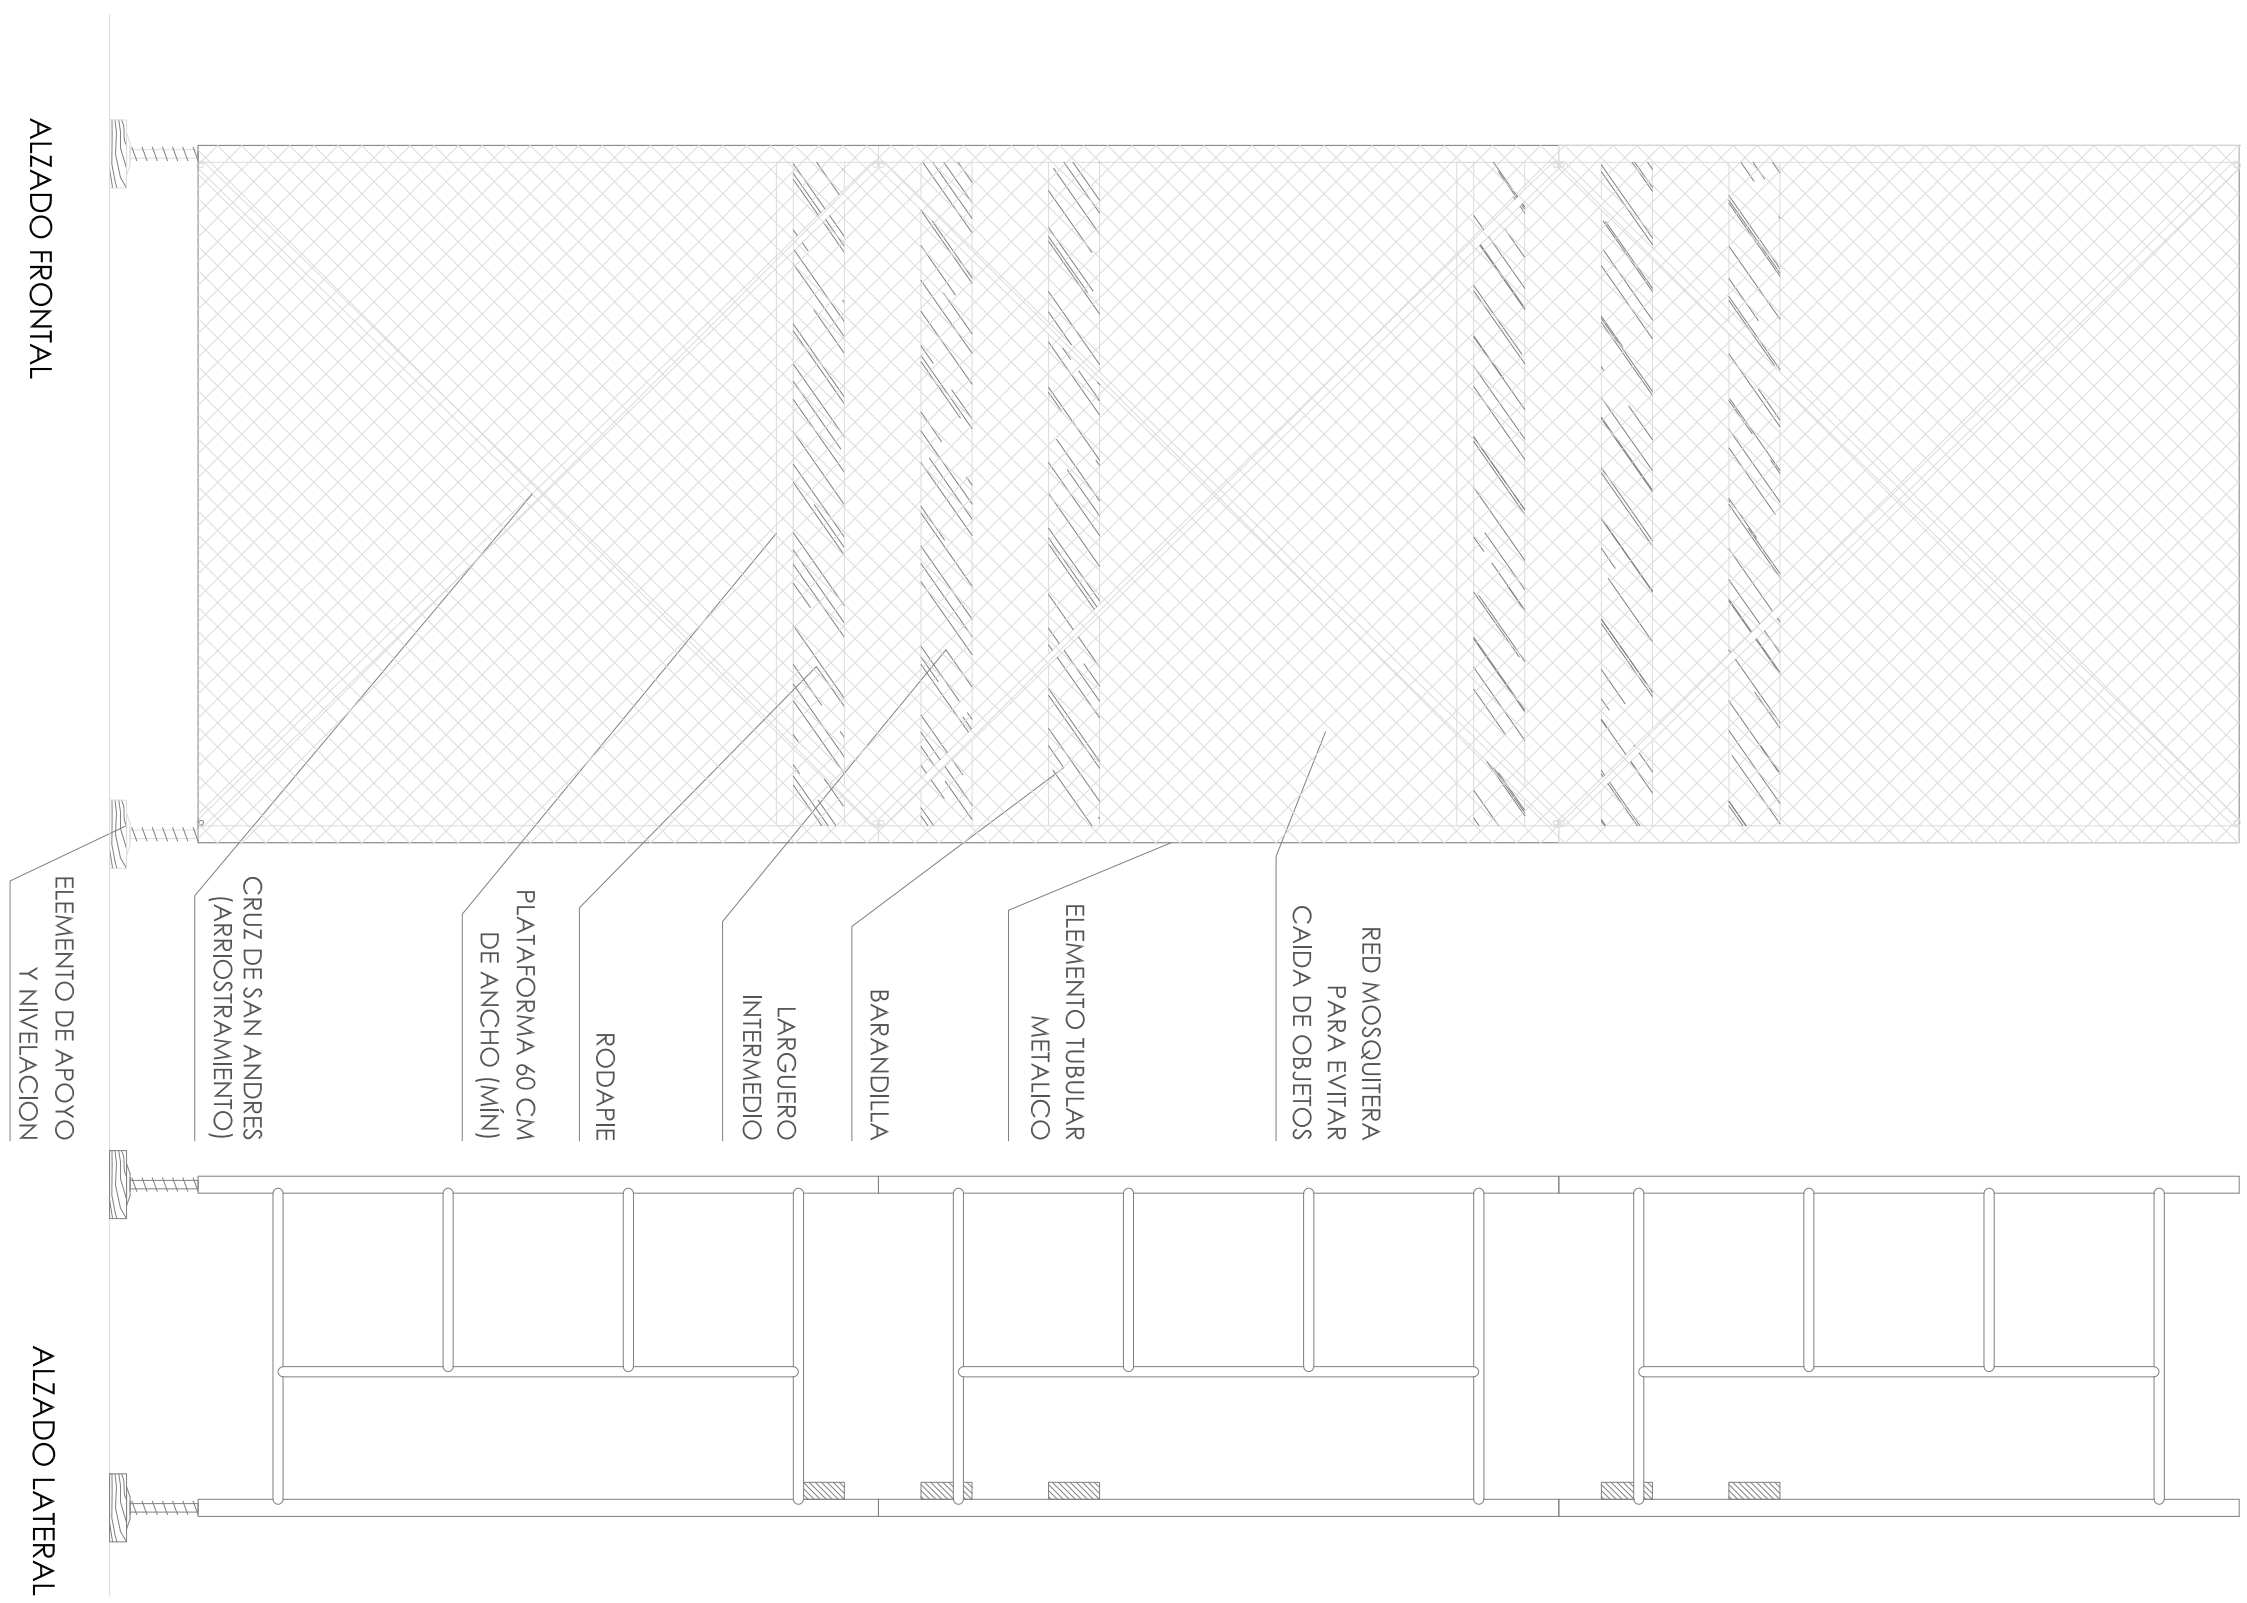 RED MOSQUITERA
PARA EVITAR
CAIDA DE OBJETOS
ELEMENTO TUBULAR
METALICO
BARANDILLA
LARGUERO
INTERMEDIO
RODAPIE
PLATAFORMA 60 CM
DE ANCHO (MÍN)
CRUZ DE SAN ANDRES
(ARRIOSTRAMIENTO)
ELEMENTO DE APOYO
Y NIVELACION
ALZADO FRONTAL
ALZADO LATERAL